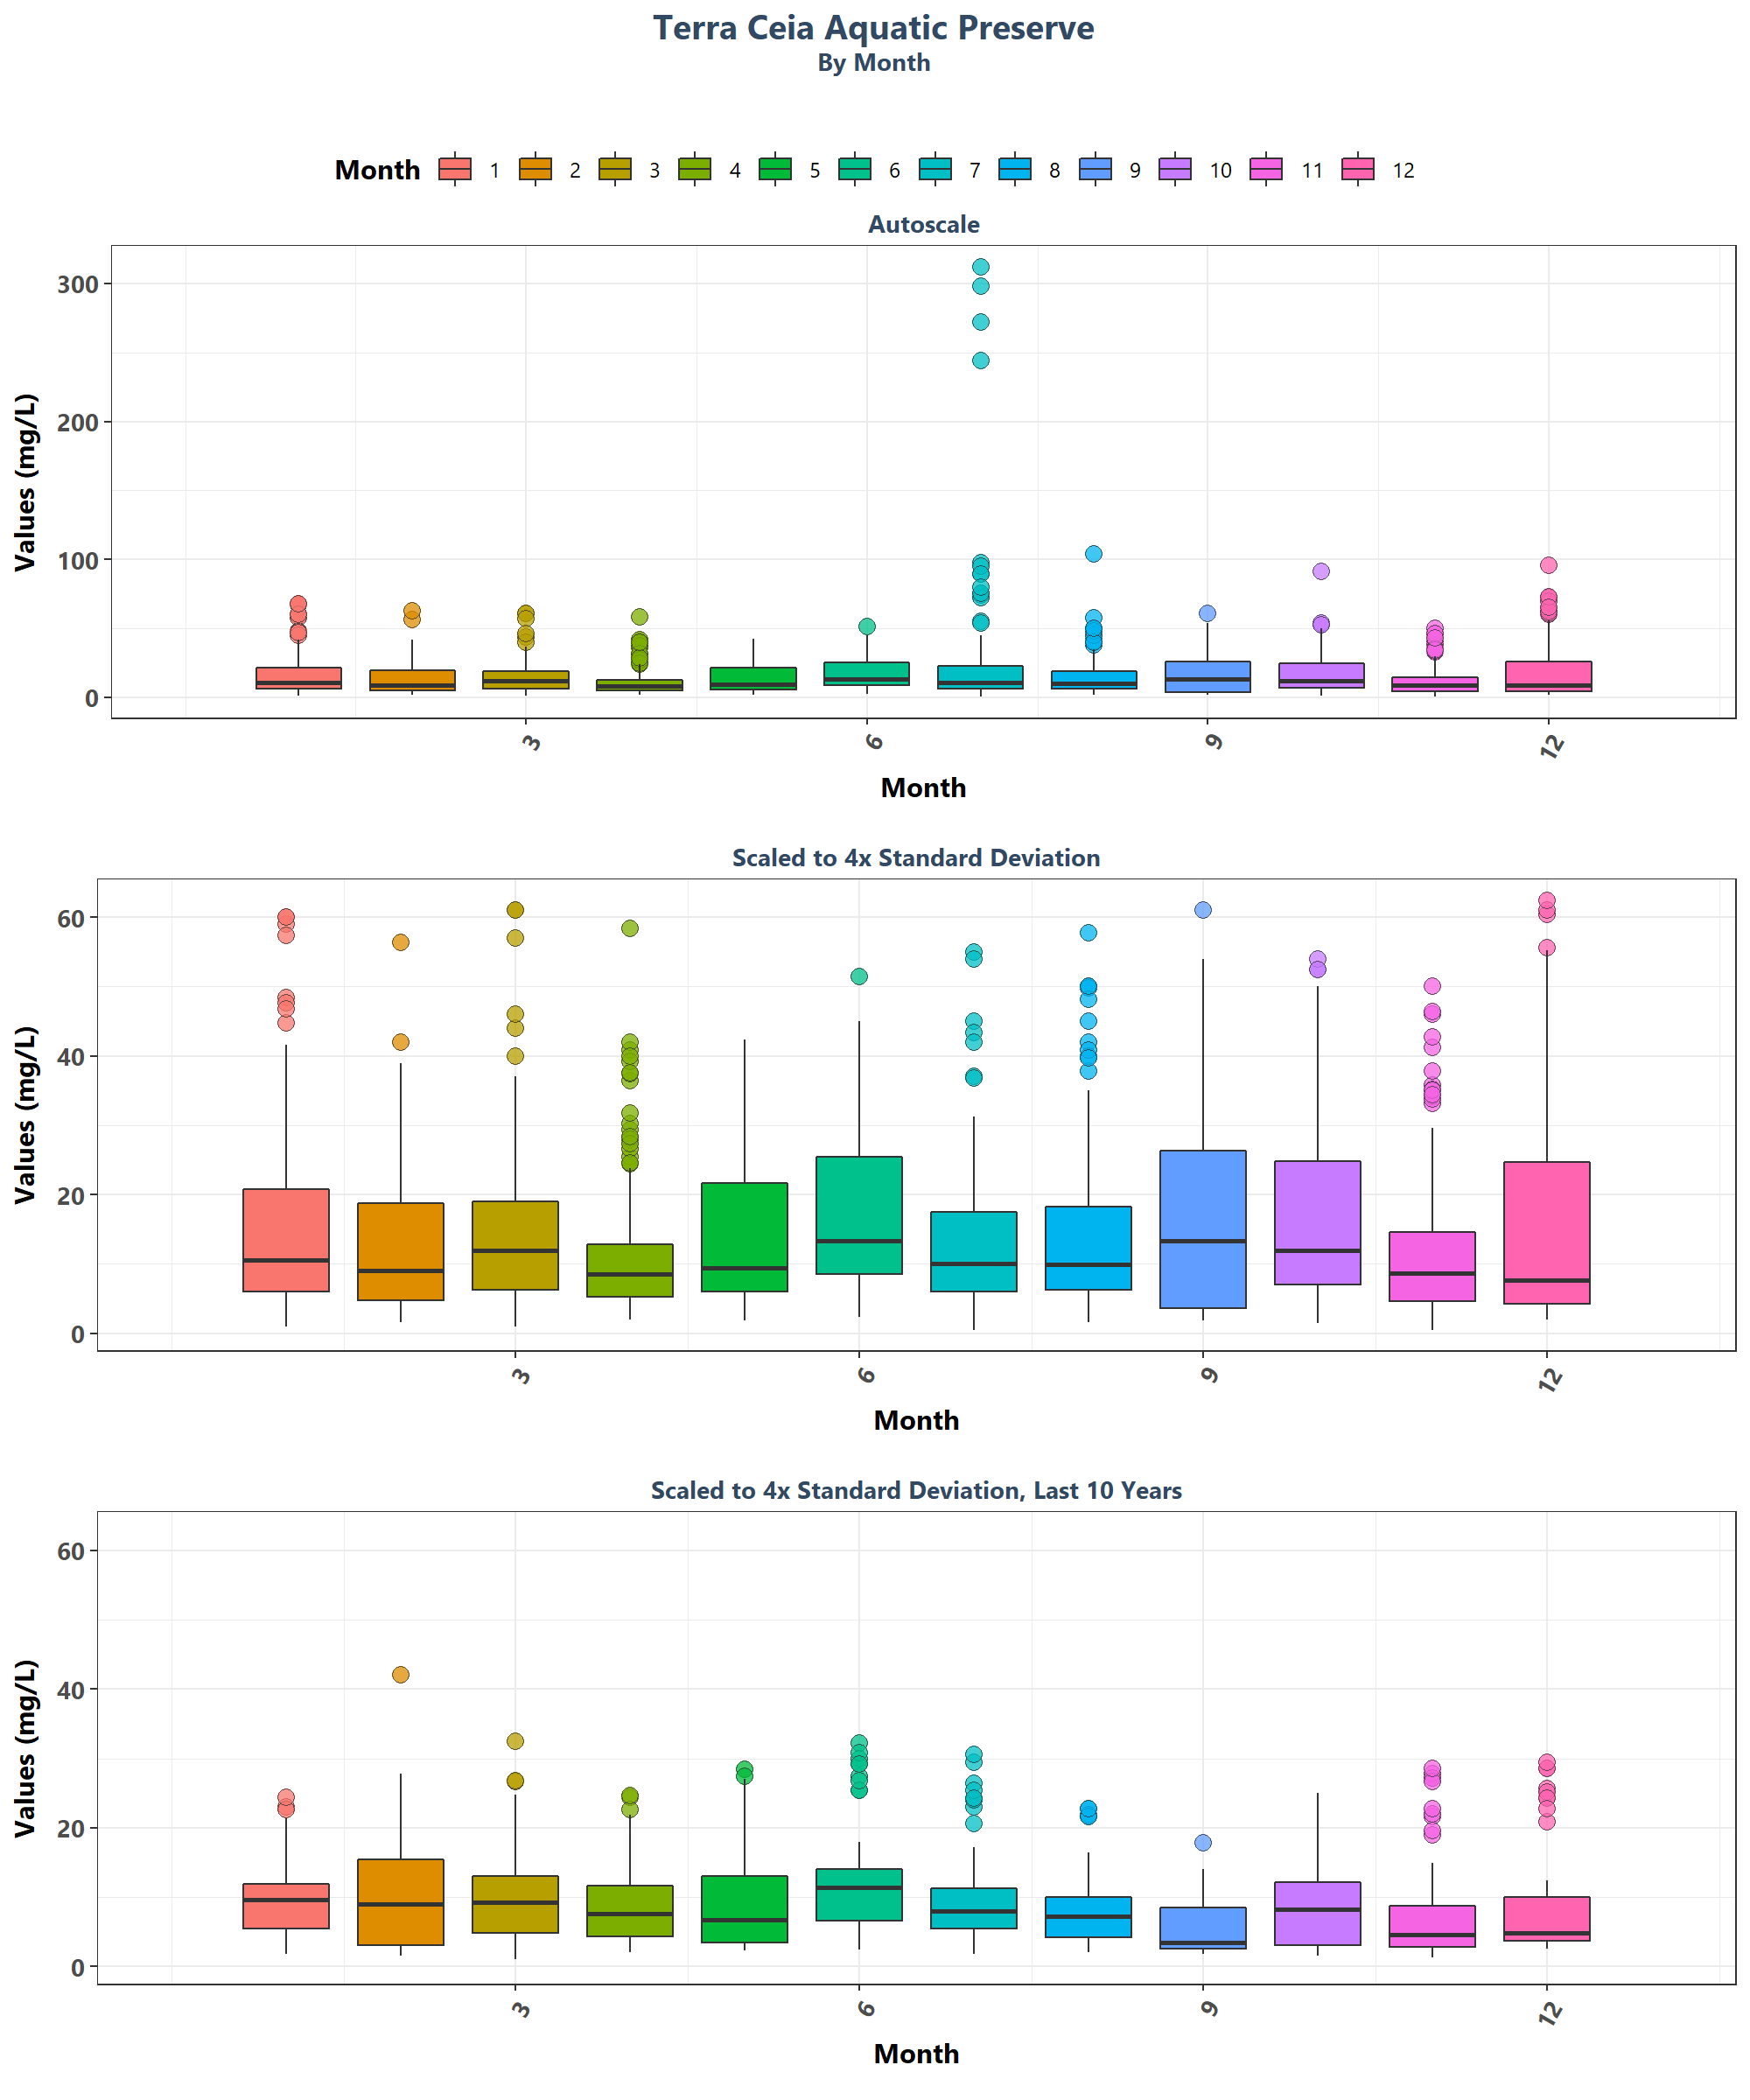 Terra Ceia Aquatic Preserve
By Month
Month 1 2 3 4 5 6 7 8 9 10 11 12
Autoscale
Values (mg/L)
300
200
100
0
3 6 9 12
Month
Scaled to 4x Standard Deviation
Values (mg/L)
60
40
20
0
3 6 9 12
Month
Scaled to 4x Standard Deviation, Last 10 Years
Values (mg/L)
60
40
20
0
3 6 9 12
Month